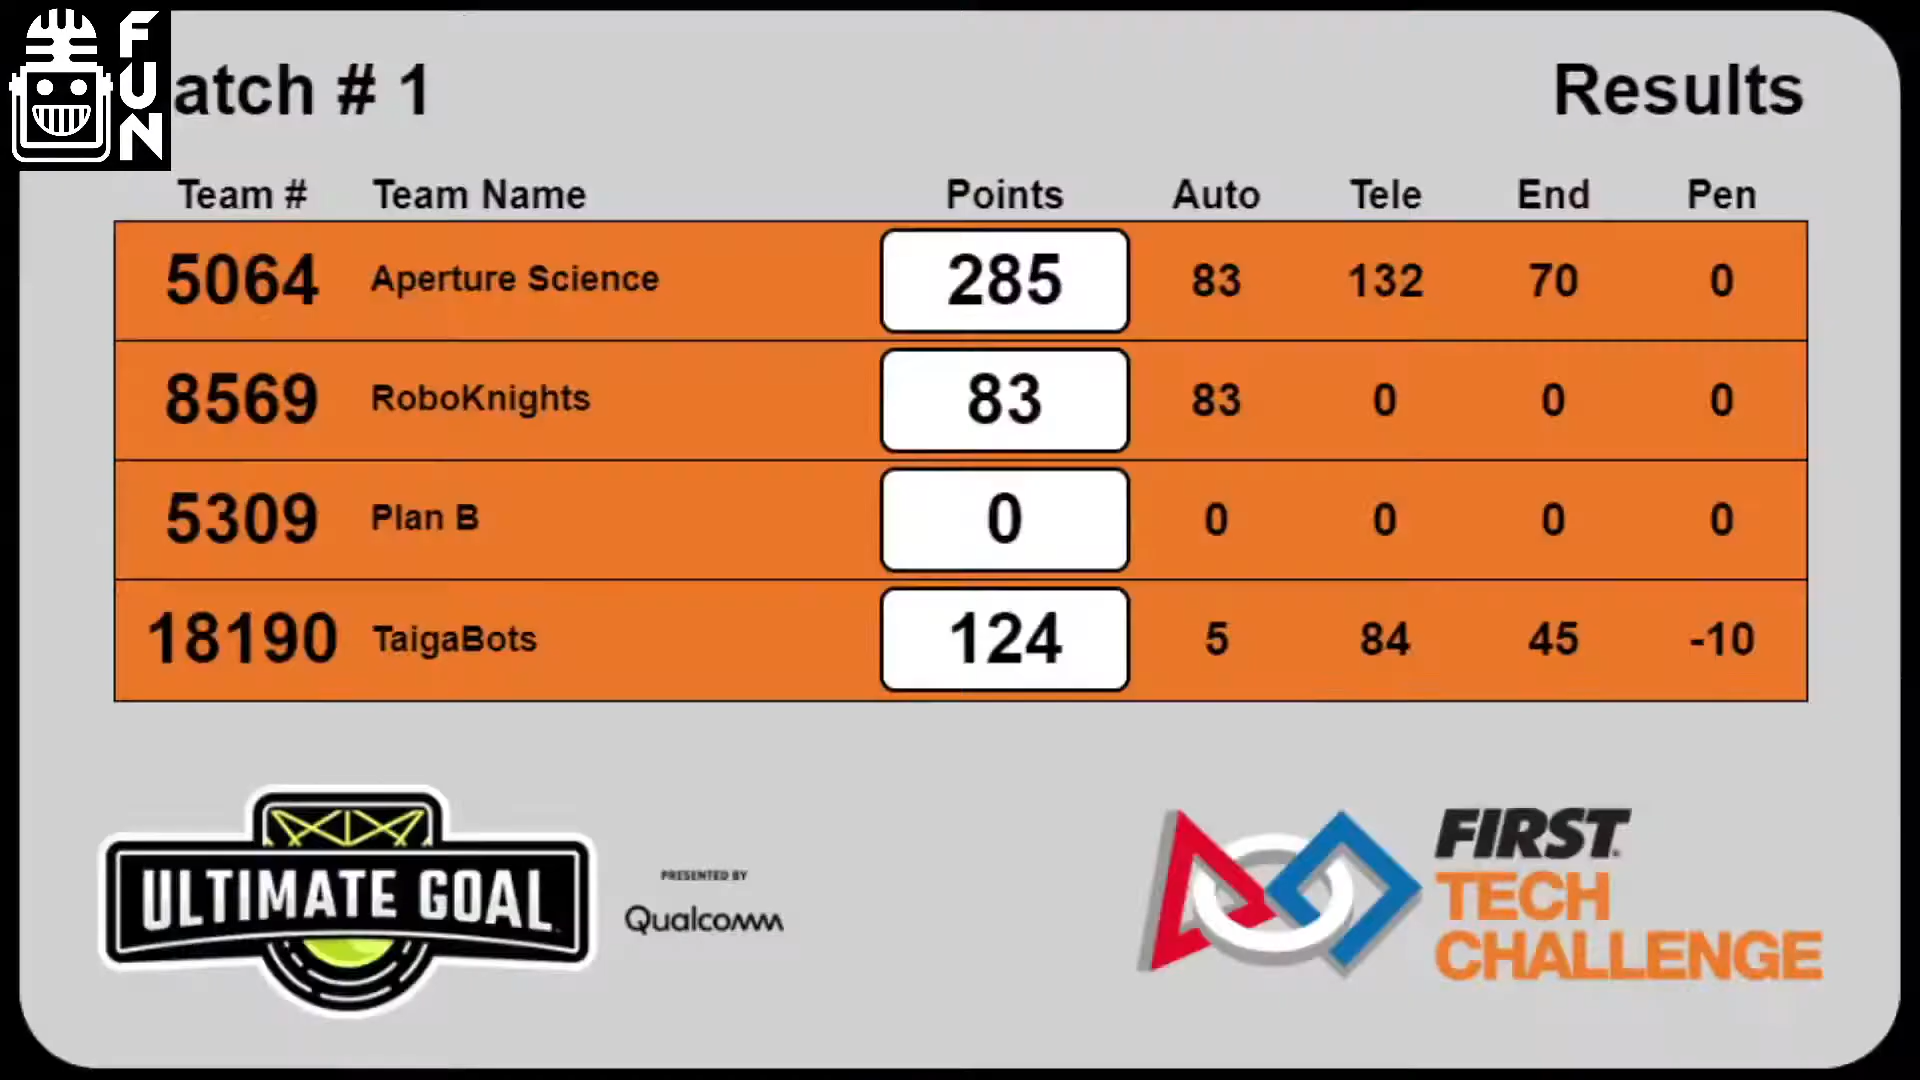 FUN
atch # 1 Results
Team # Team Name Points Auto Tele End Pen
5064 Aperture Science 285 83 132 70 0
8569 RoboKnights 83 83 0 0 0
5309 Plan B 0 0 0 0 0
18190 TaigaBots 124 5 84 45 -10
ULTIMATE GOAL
PRESENTED BY
Qualcomm
FIRST
TECH
CHALLENGE